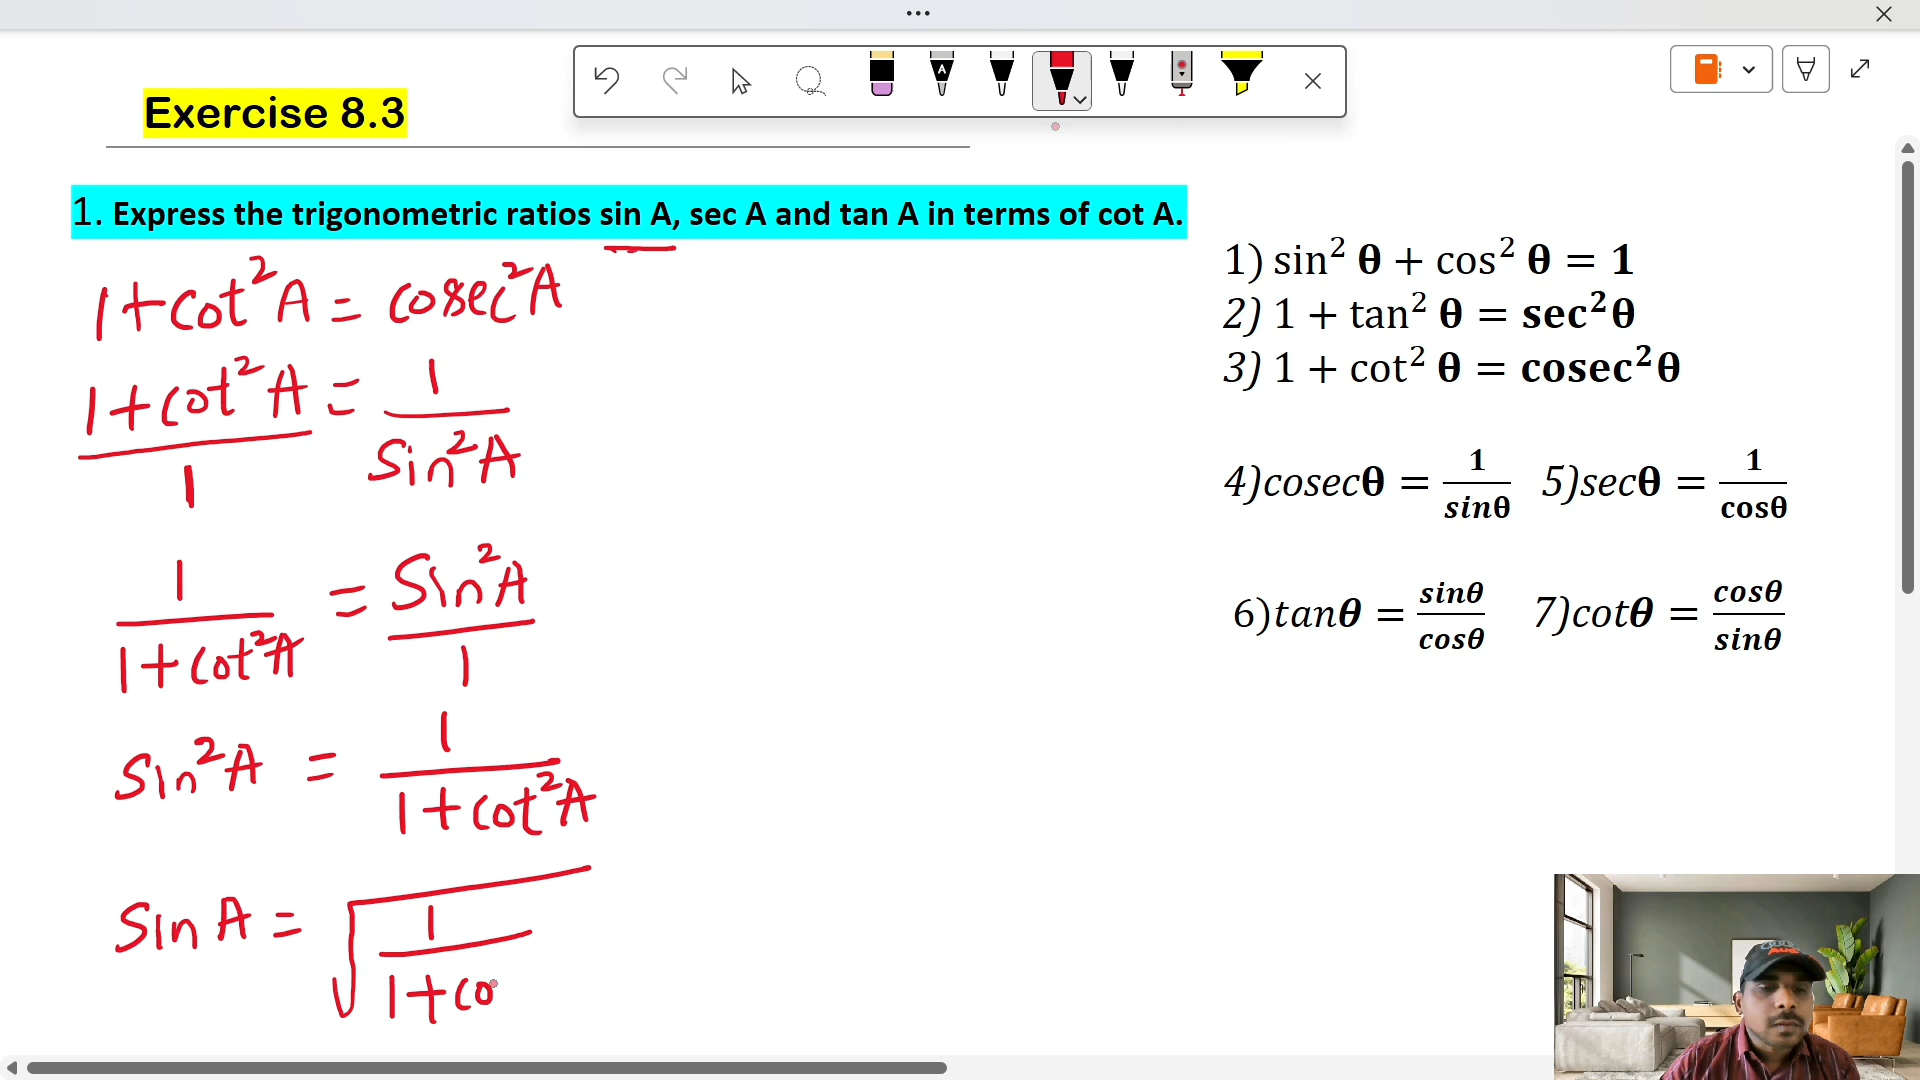 Exercise 8.3
1. Express the trigonometric ratios sin A, sec A and tan A in terms of cot A.
1+cot²A = cosec²A
1+cot²A/1 = 1/Sin²A
1/1+cot²A = Sin²A/1
Sin²A = 1/1+cot²A
Sin A = √1/1+co
1) sin² θ + cos² θ = 1
2) 1 + tan² θ = sec²θ
3) 1 + cot² θ = cosec²θ
4)cosecθ = 1/sinθ 5)secθ = 1/cosθ
6)tanθ = sinθ/cosθ 7)cotθ = cosθ/sinθ